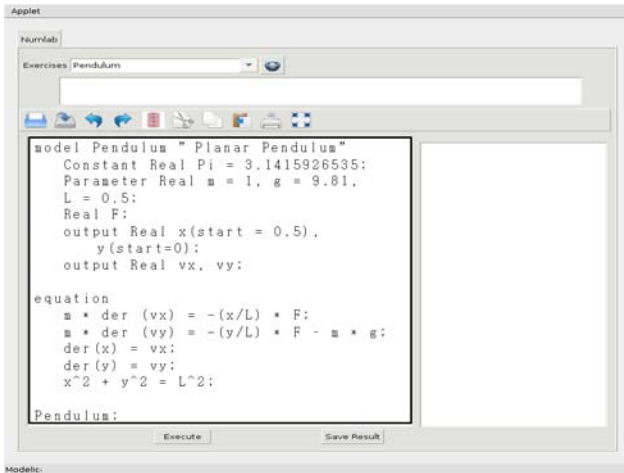 Applet
Numlab
Exercises Pendulum
model Pendulum " Planar Pendulum"
Constant Real Pi = 3.1415926535;
Parameter Real m = 1, g = 9.81,
L = 0.5;
Real F;
output Real x(start = 0.5),
y(start=0);
output Real vx, vy;
equation
m * der (vx) = -(x/L) * F;
m * der (vy) = -(y/L) * F - m * g;
der(x) = vx;
der(y) = vy;
x^2 + y^2 = L^2;
Pendulum;
Execute Save Result